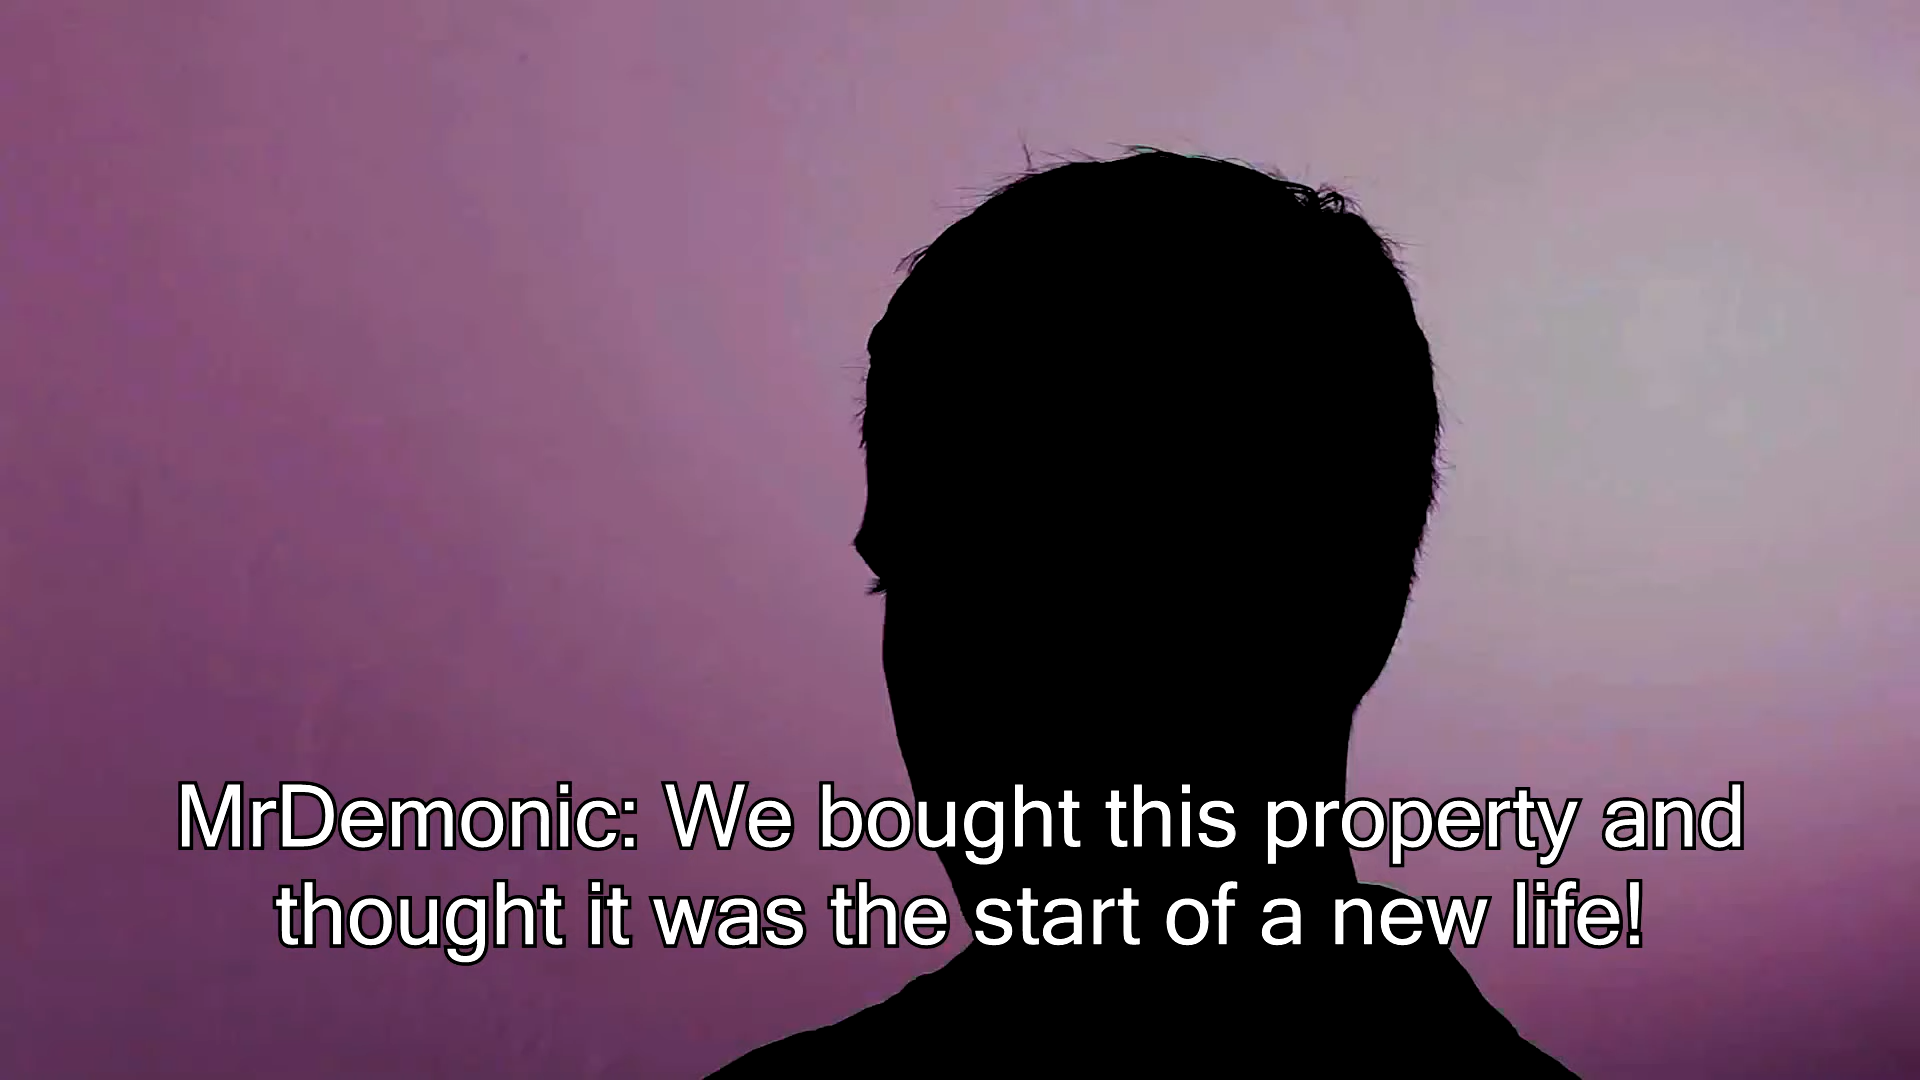 MrDemonic: We bought this property and
thought it was the start of a new life!